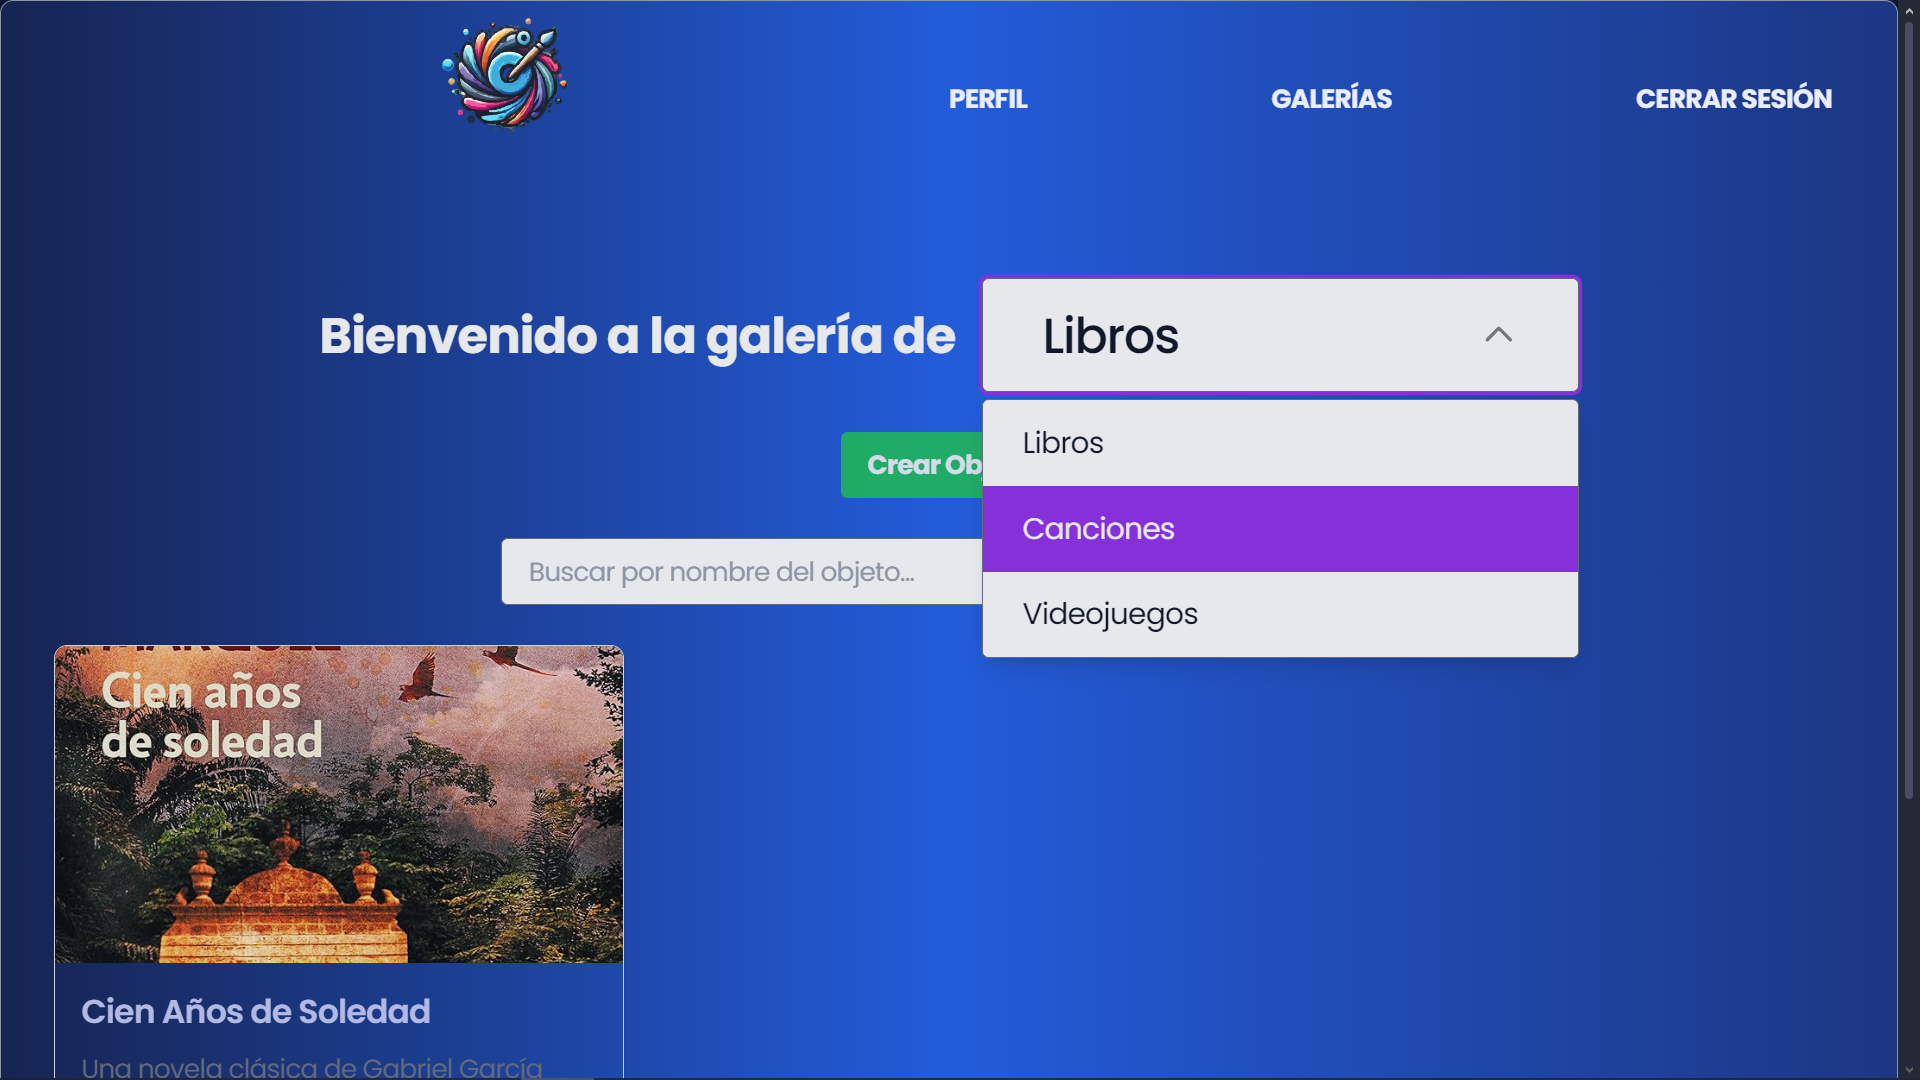 PERFIL
GALERÍAS
CERRAR SESIÓN
Bienvenido a la galería de
Libros
Libros
Crear
Canciones
Buscar por nombre del objeto...
Videojuegos
Cien años
de soledad
Cien Años de Soledad
Una novela clásica de Gabriel García